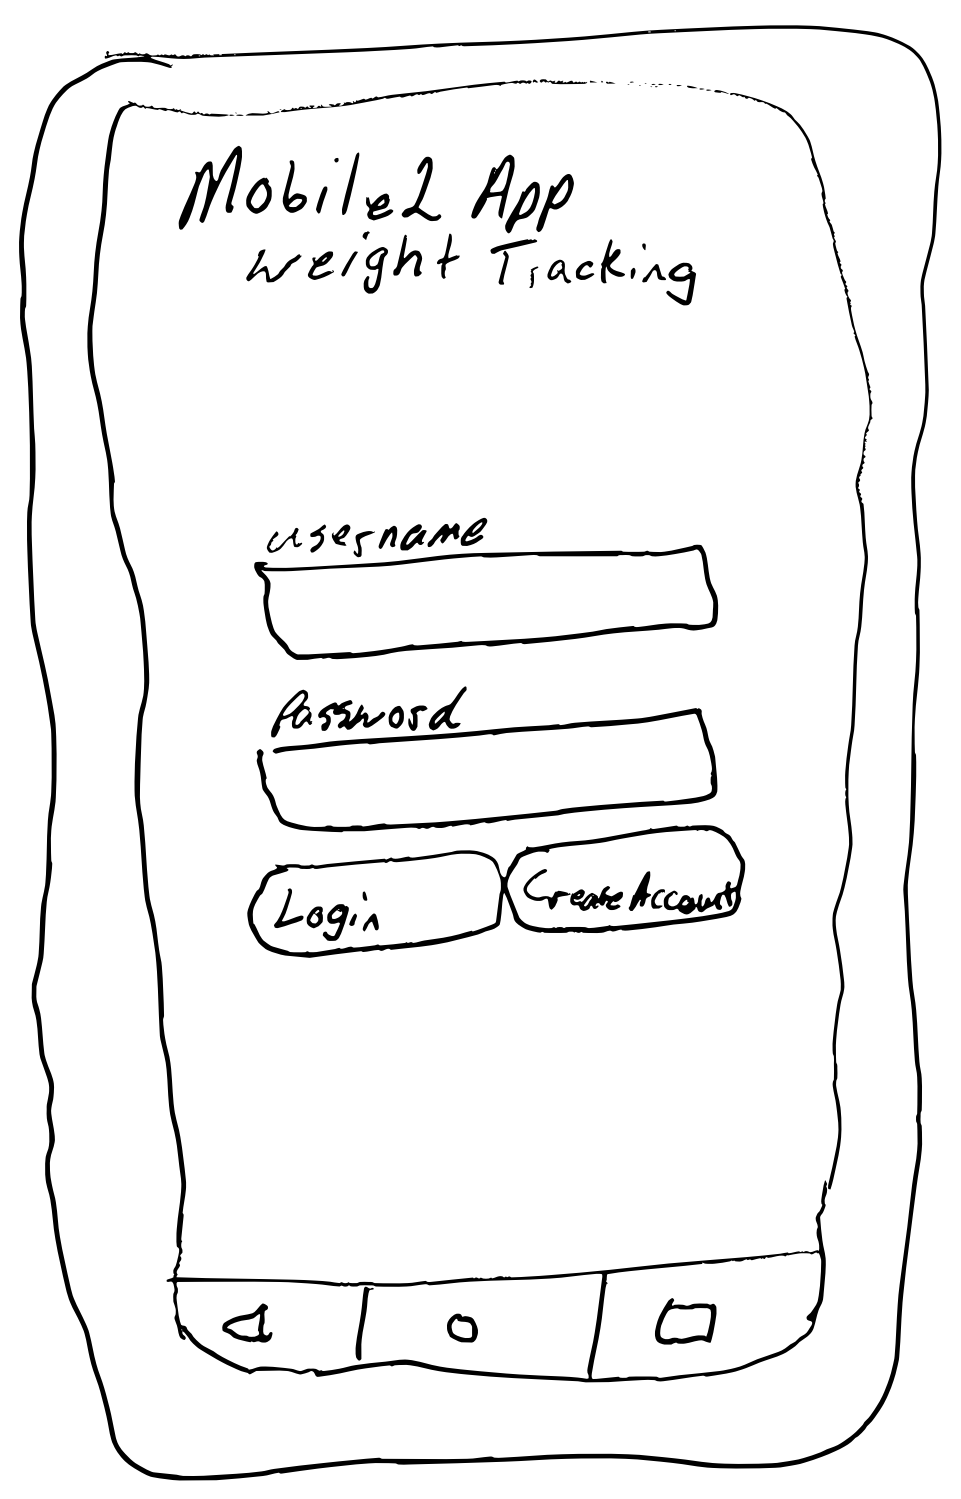 Mobile2 App
weight Tracking
username
Password
Login
Create Account